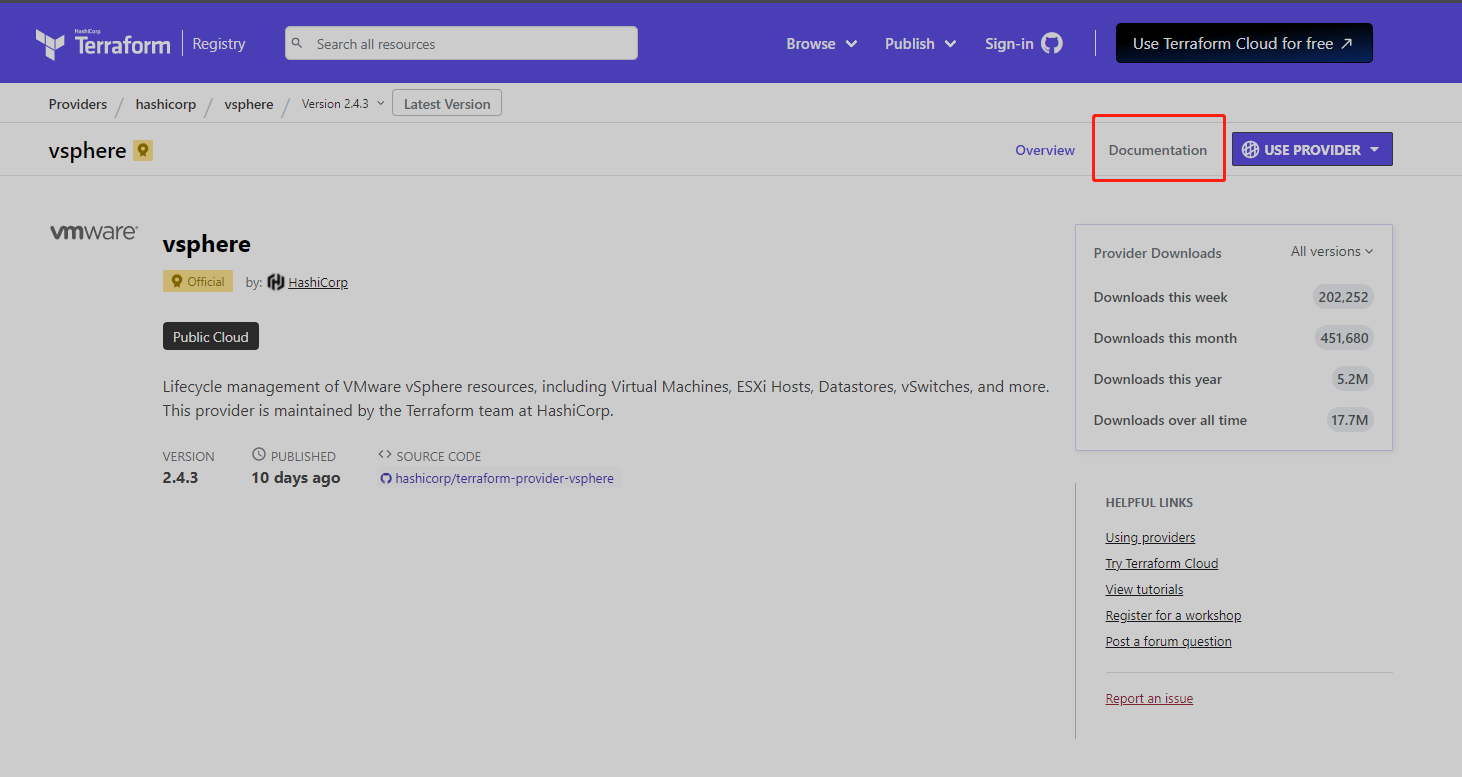 HashiCorp
Terraform
Registry
Search all resources
Browse
Publish
Sign-in
Use Terraform Cloud for free
Providers / hashicorp / vsphere / Version 2.4.3
Latest Version
vsphere
Overview
Documentation
USE PROVIDER
vmware®
vsphere
Official
by: HashiCorp
Public Cloud
Lifecycle management of VMware vSphere resources, including Virtual Machines, ESXi Hosts, Datastores, vSwitches, and more.
This provider is maintained by the Terraform team at HashiCorp.
VERSION
2.4.3
PUBLISHED
10 days ago
SOURCE CODE
hashicorp/terraform-provider-vsphere
Provider Downloads
All versions
Downloads this week 202,252
Downloads this month 451,680
Downloads this year 5.2M
Downloads over all time 17.7M
HELPFUL LINKS
Using providers
Try Terraform Cloud
View tutorials
Register for a workshop
Post a forum question
Report an issue